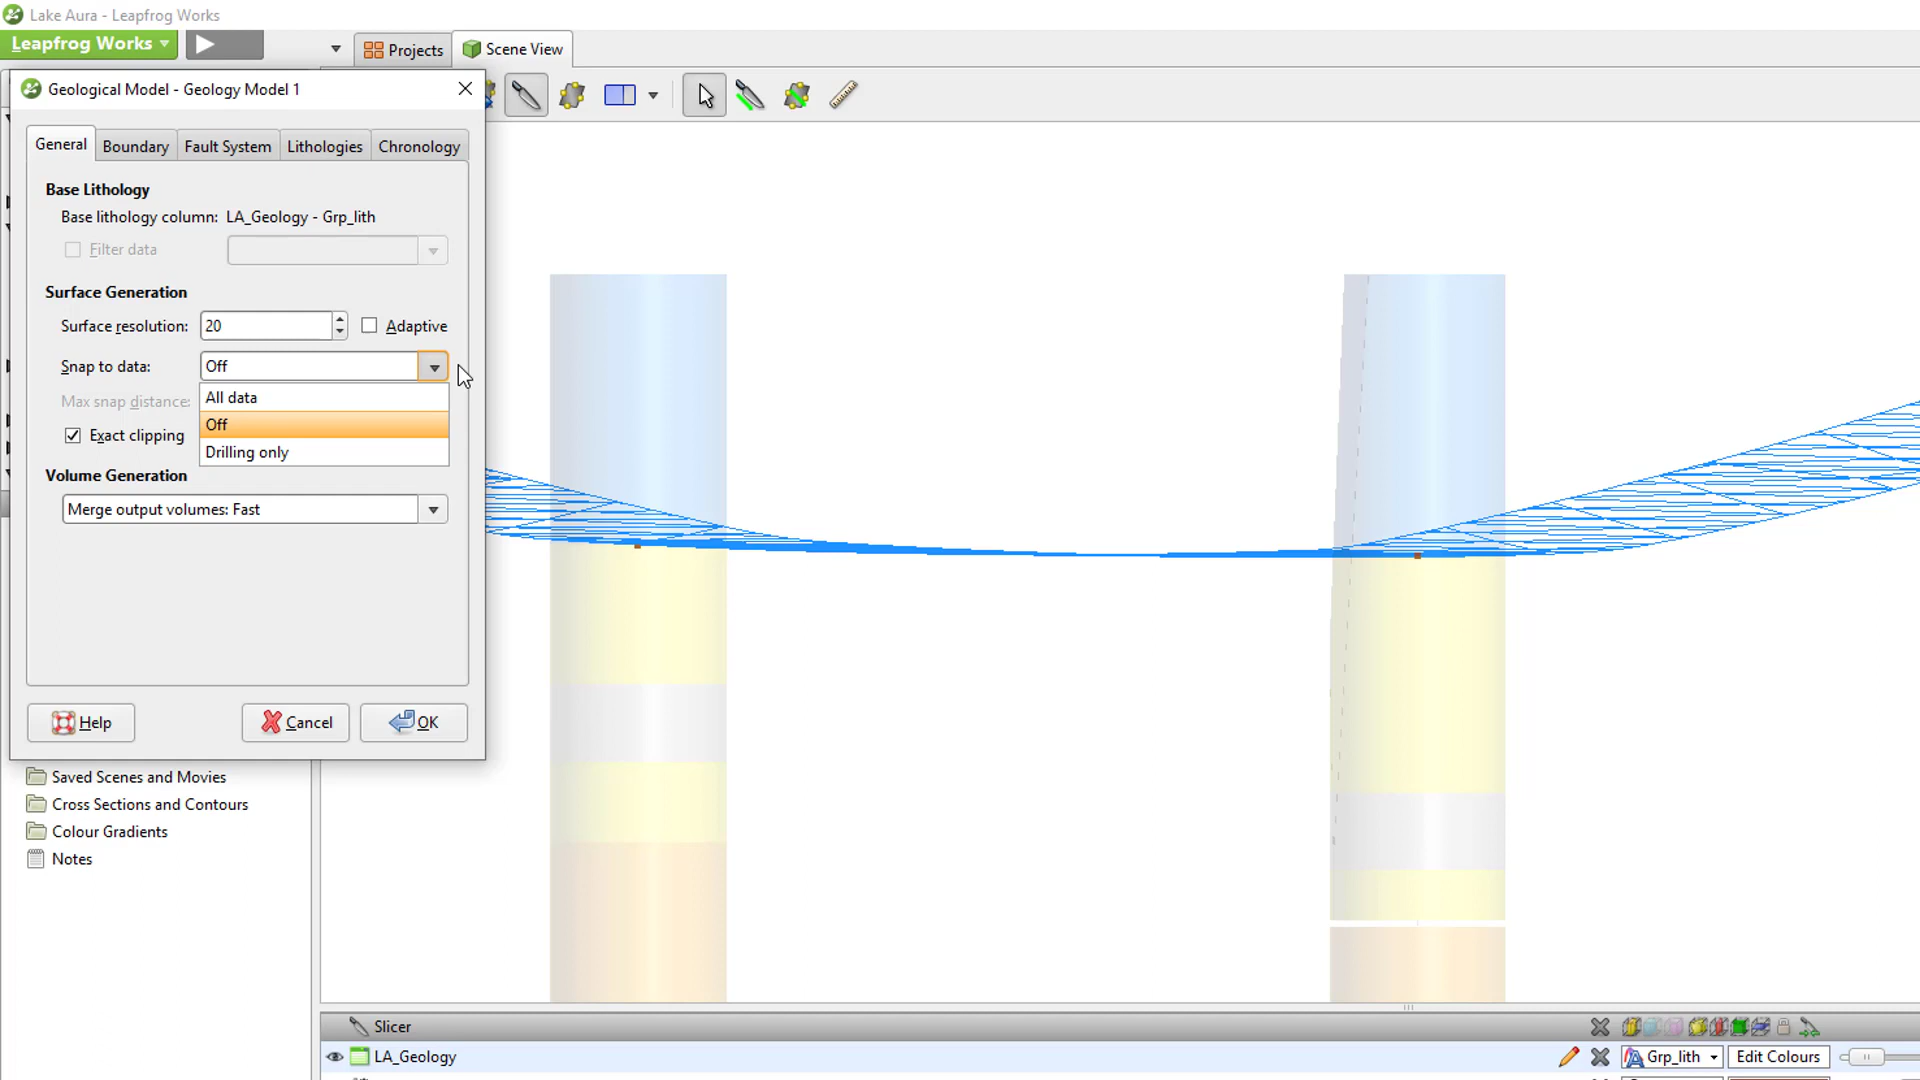 Lake Aura - Leapfrog Works
Leapfrog Works
Projects
Scene View
Geological Model - Geology Model 1
General
Boundary
Fault System
Lithologies
Chronology
Base Lithology
Base lithology column: LA_Geology - Grp_lith
Filter data
Surface Generation
Surface resolution: 20
Adaptive
Snap to data: Off
All data
Max snap distance:
Off
Exact clipping
Drilling only
Volume Generation
Merge output volumes: Fast
Help
Cancel
OK
Saved Scenes and Movies
Cross Sections and Contours
Colour Gradients
Notes
Slicer
LA_Geology
Grp_lith
Edit Colours